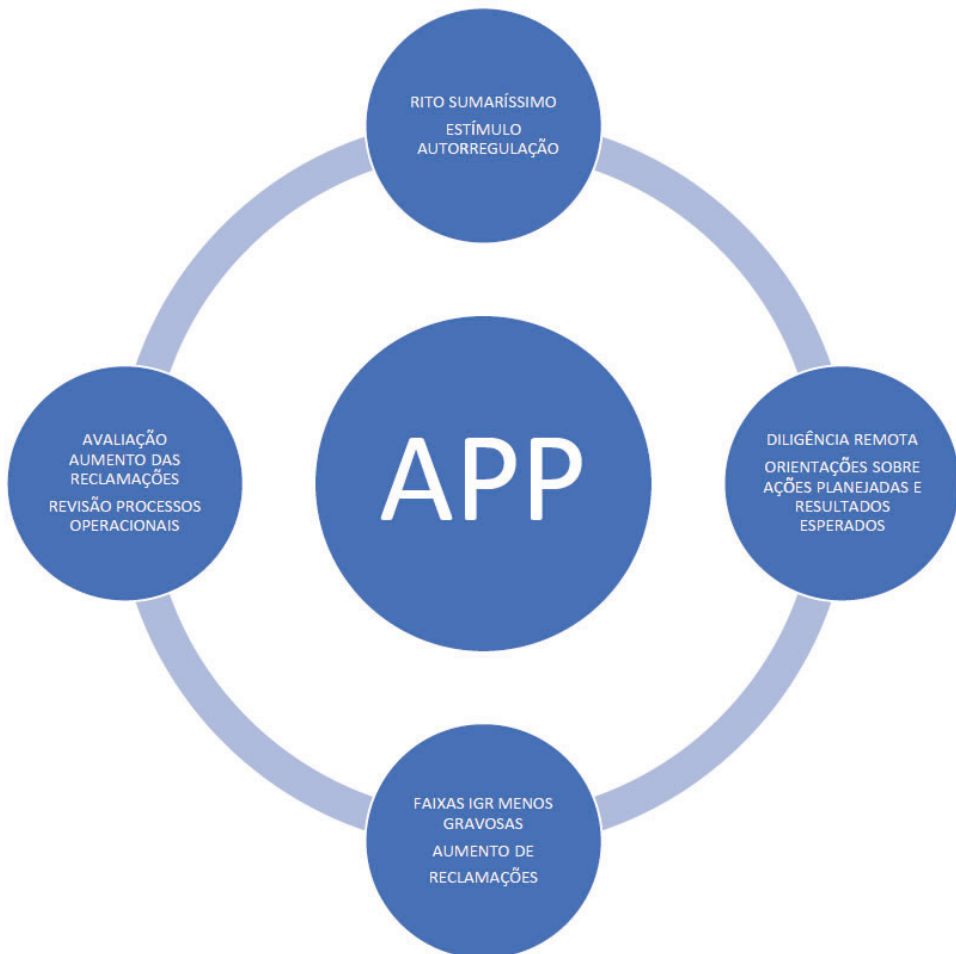 RITO SUMARÍSSIMO
ESTÍMULO
AUTORREGULAÇÃO
AVALIAÇÃO
AUMENTO DAS
RECLAMAÇÕES
REVISÃO PROCESSOS
OPERACIONAIS
APP
DILIGÊNCIA REMOTA
ORIENTAÇÕES SOBRE
AÇÕES PLANEJADAS E
RESULTADOS
ESPERADOS
FAIXAS IGR MENOS
GRAVOSAS
AUMENTO DE
RECLAMAÇÕES